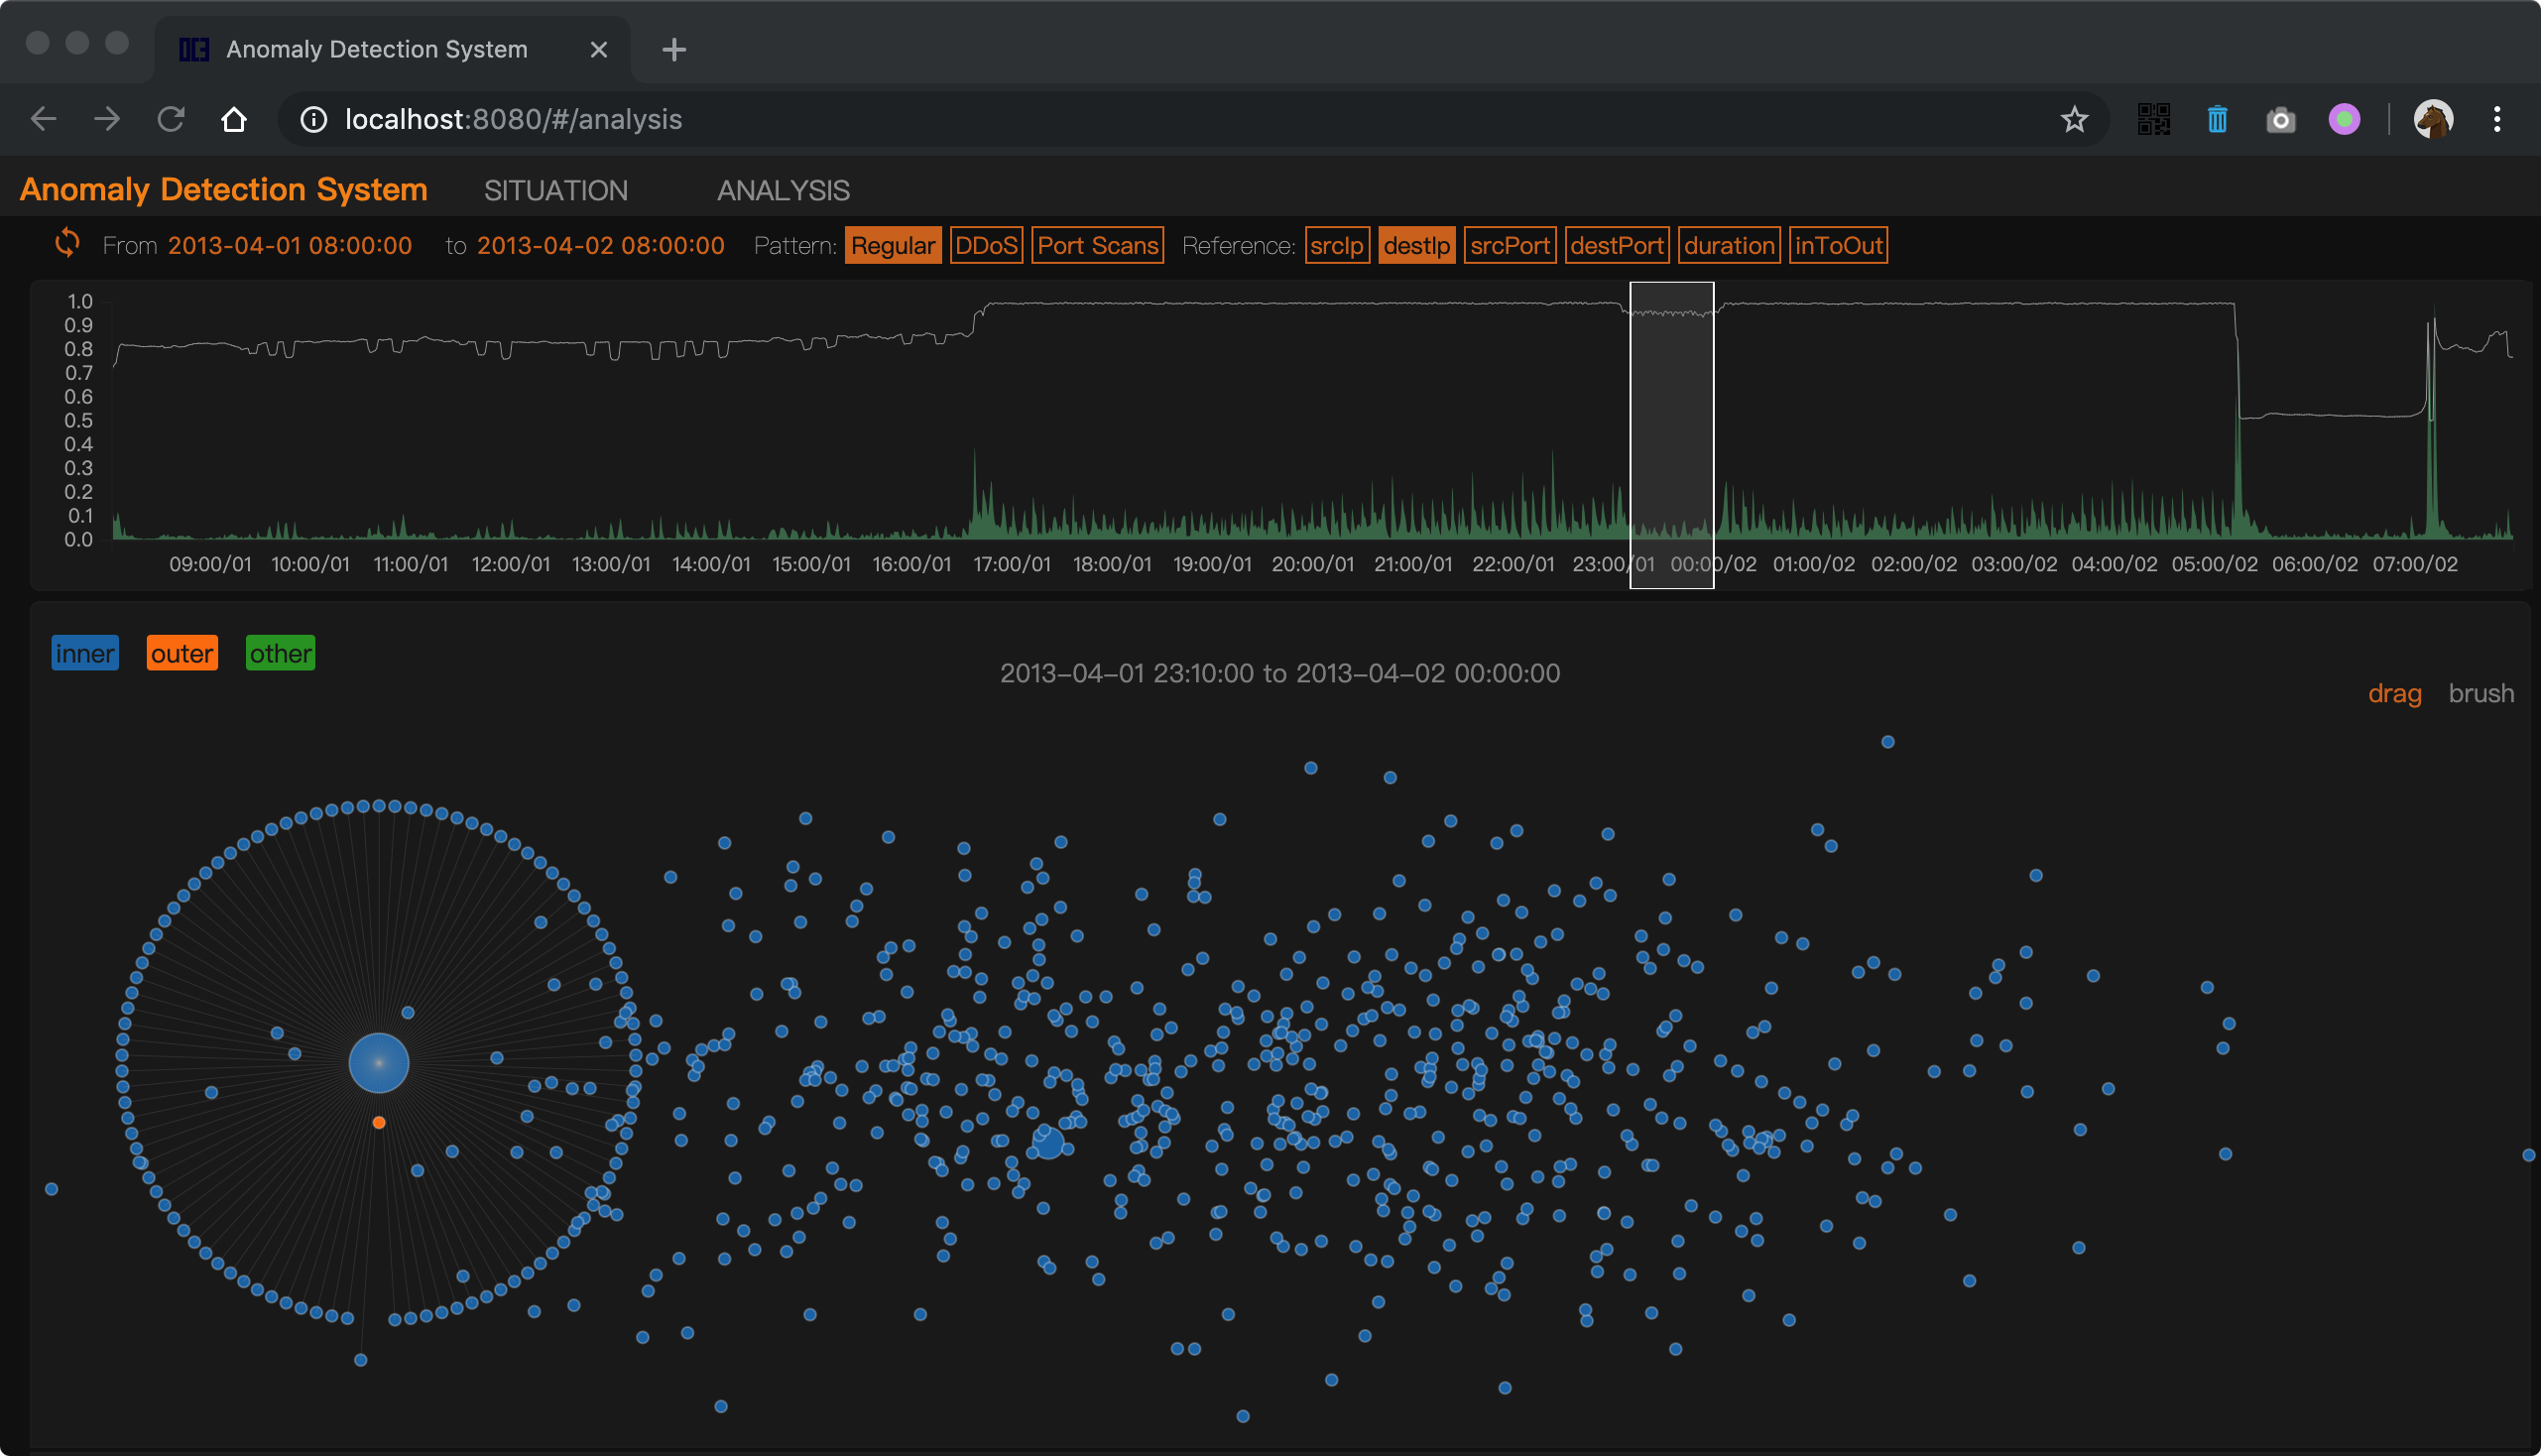 Anomaly Detection System
localhost:8080/#/analysis
Anomaly Detection System SITUATION ANALYSIS
From 2013-04-01 08:00:00 to 2013-04-02 08:00:00 Pattern: Regular DDoS Port Scans Reference: srcIp destIp srcPort destPort duration inToOut
1.0
0.9
0.8
0.7
0.6
0.5
0.4
0.3
0.2
0.1
0.0
09:00/01 10:00/01 11:00/01 12:00/01 13:00/01 14:00/01 15:00/01 16:00/01 17:00/01 18:00/01 19:00/01 20:00/01 21:00/01 22:00/01 23:00/01 00:00/02 01:00/02 02:00/02 03:00/02 04:00/02 05:00/02 06:00/02 07:00/02
inner outer other
2013-04-01 23:10:00 to 2013-04-02 00:00:00
drag brush